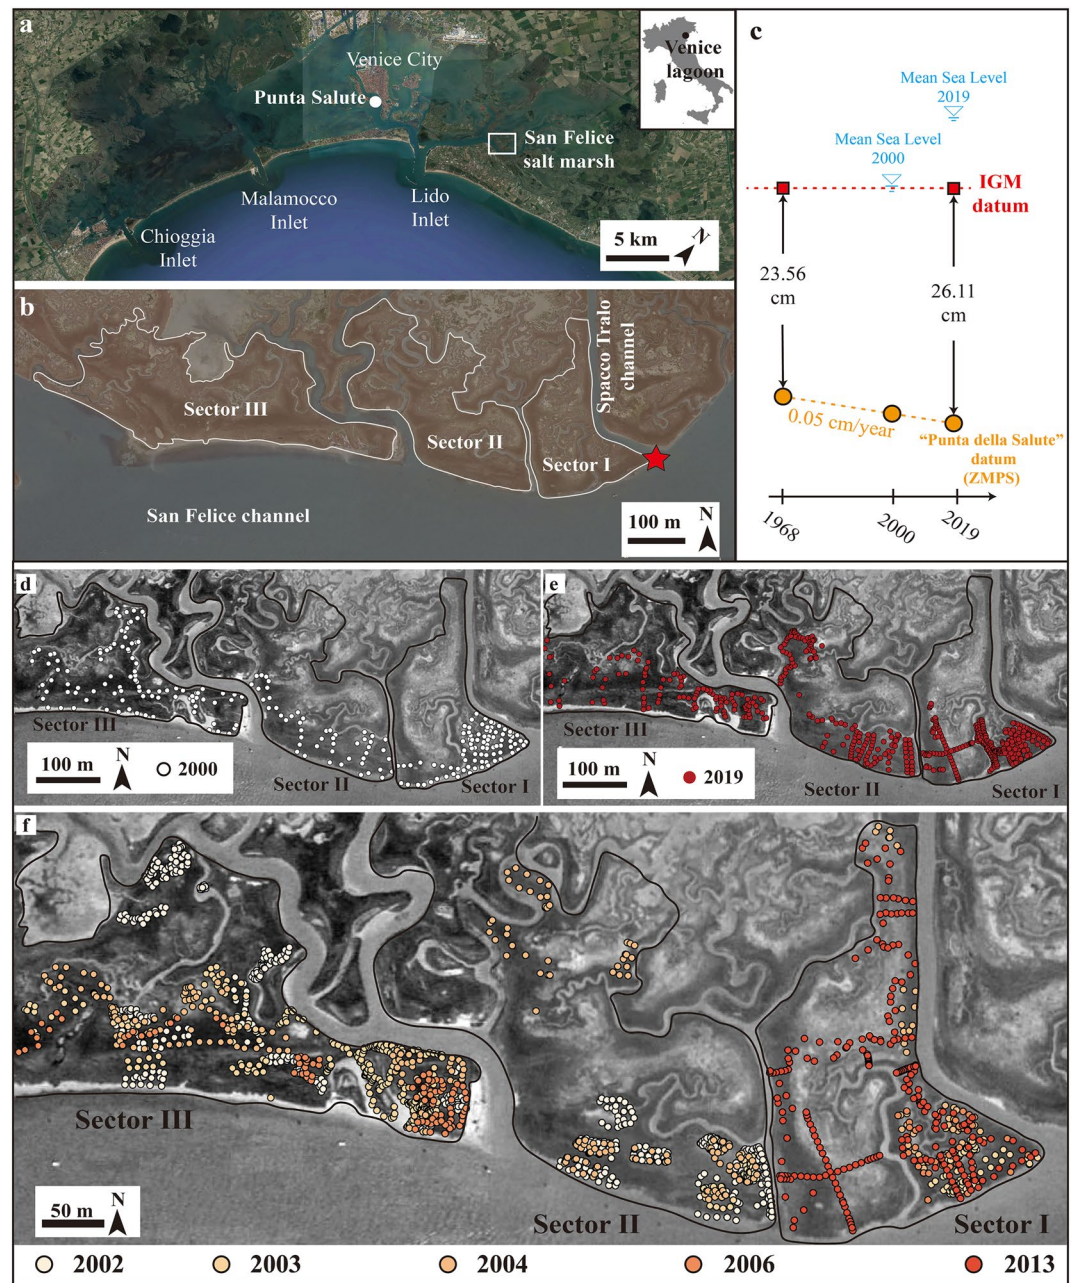 a
Venice City
Punta Salute
San Felice
salt marsh
Malamocco
Inlet
Lido
Inlet
Chioggia
Inlet
5 km
N
Venice
lagoon
b
Sector III
Sector II
Sector I
Spacco Tralo
channel
San Felice channel
100 m
N
c
Mean Sea Level
2019
Mean Sea Level
2000
IGM
datum
23.56
cm
26.11
cm
0.05 cm/year
“Punta della Salute”
datum
(ZMPS)
1968
2000
2019
d
Sector III
100 m
N
2000
Sector II
Sector I
e
Sector III
100 m
N
2019
Sector II
Sector I
f
Sector III
50 m
N
Sector II
Sector I
2002
2003
2004
2006
2013